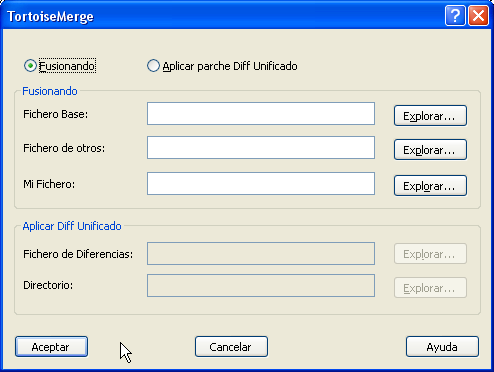 TortoiseMerge
Fusionando Aplicar parche Diff Unificado
Fusionando
Fichero Base: Explorar...
Fichero de otros: Explorar...
Mi Fichero: Explorar...
Aplicar Diff Unificado
Fichero de Diferencias: Explorar...
Directorio: Explorar...
Aceptar Cancelar Ayuda